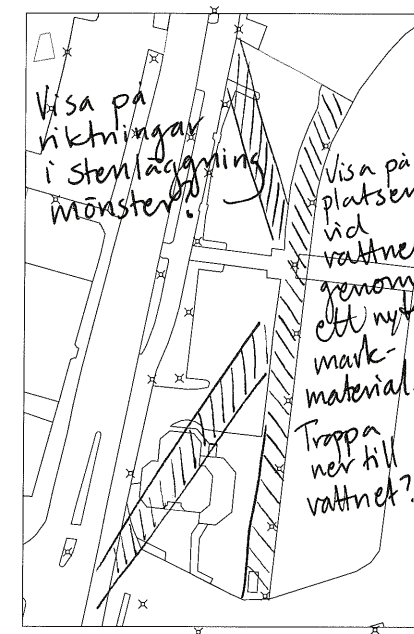 Visa på
riktningar
i stenläggning
mönster?
Visa på
platsen
vid
vattnet
genom
ett nytt
mark-
material.
Trappa
ner till
vattnet?